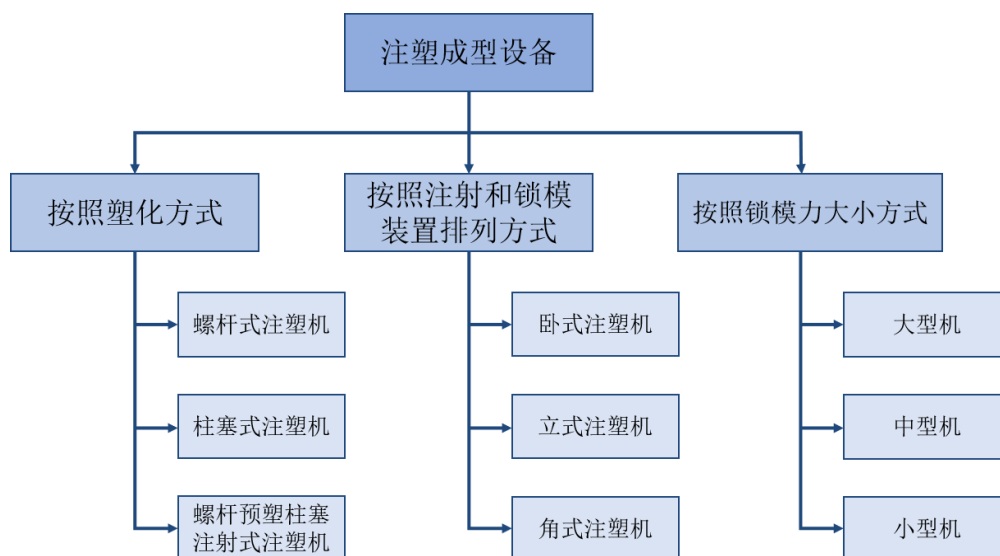 注塑成型设备
按照塑化方式
按照注射和锁模
装置排列方式
按照锁模力大小方式
螺杆式注塑机
卧式注塑机
大型机
柱塞式注塑机
立式注塑机
中型机
螺杆预塑柱塞
注射式注塑机
角式注塑机
小型机